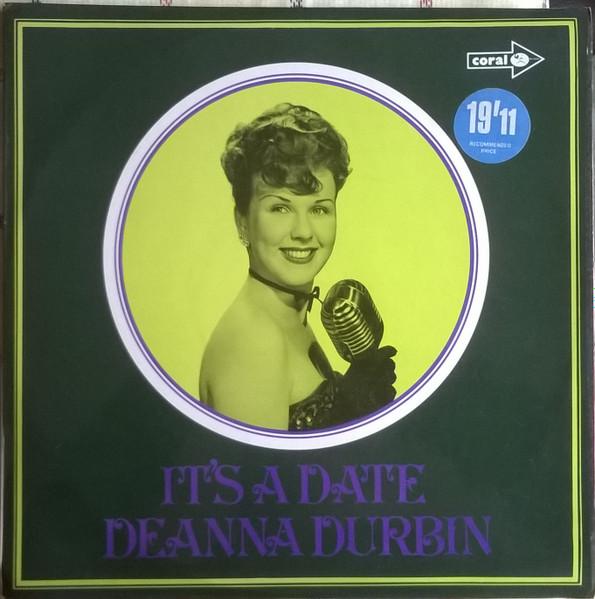 coral
19'11
RECOMMENDED
PRICE
IT'S A DATE
DEANNA DURBIN